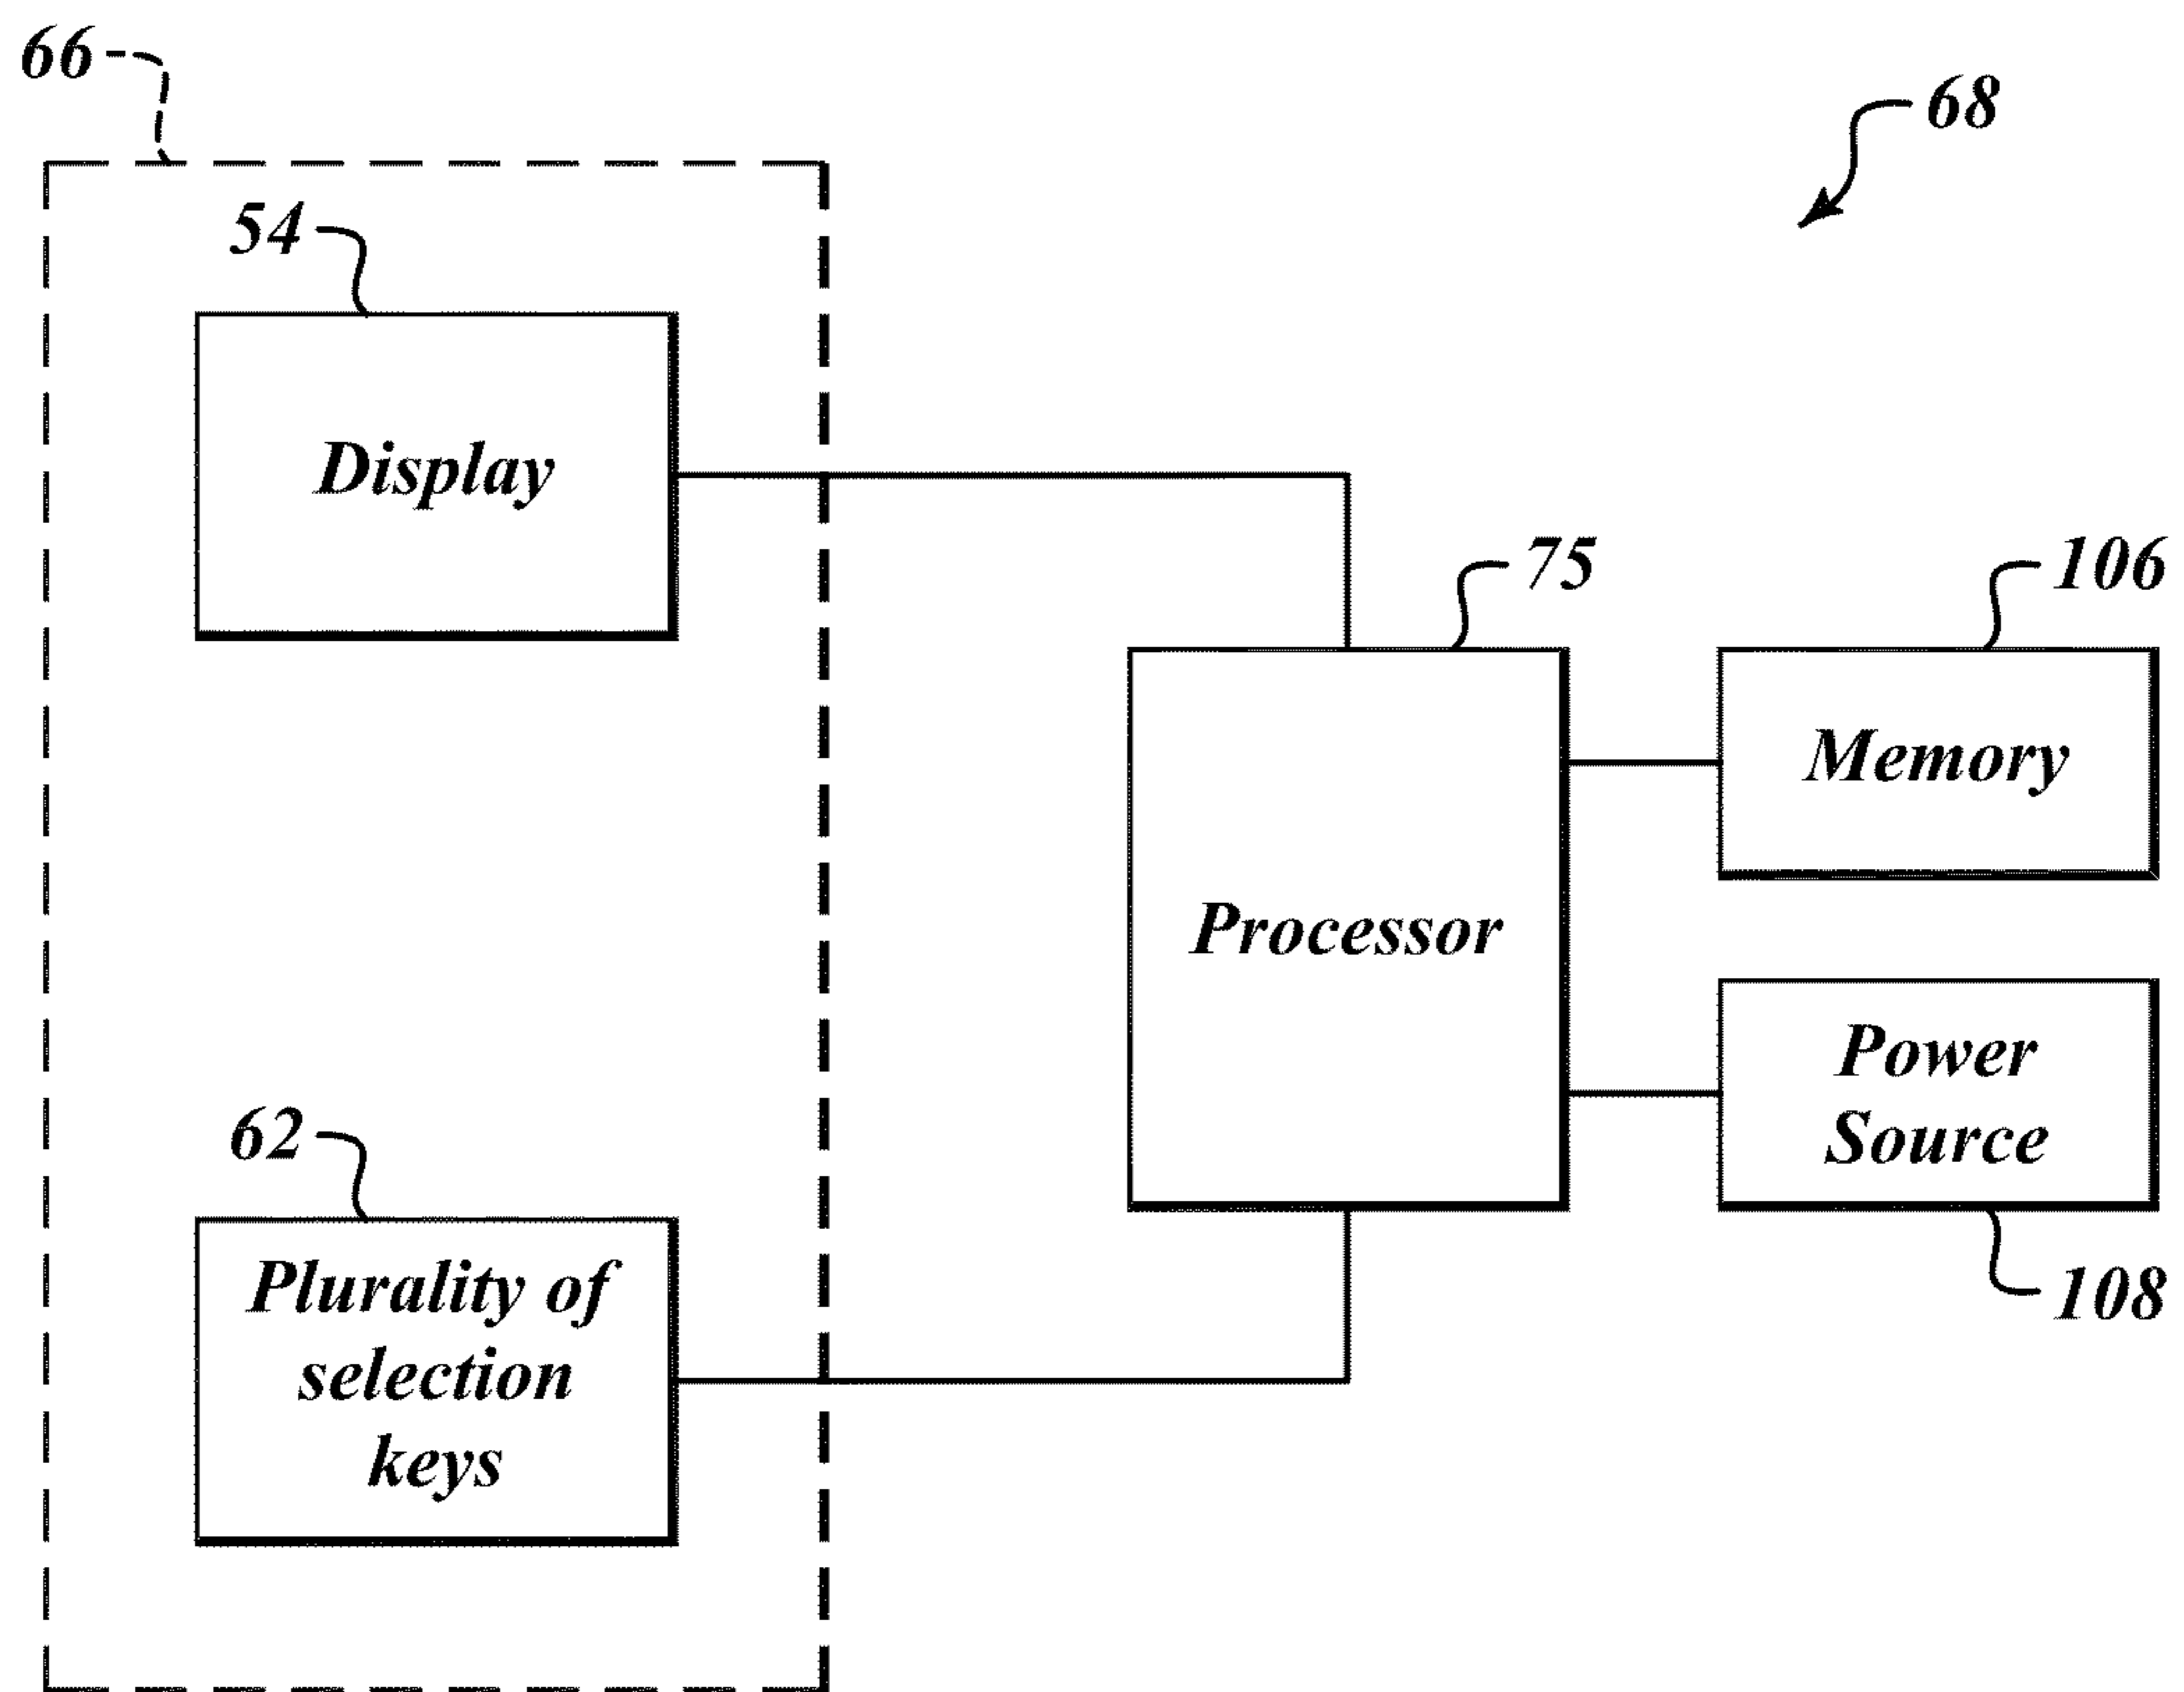 66
68
54
Display
75
106
Memory
Processor
Power
Source
62
Plurality of
selection
keys
108